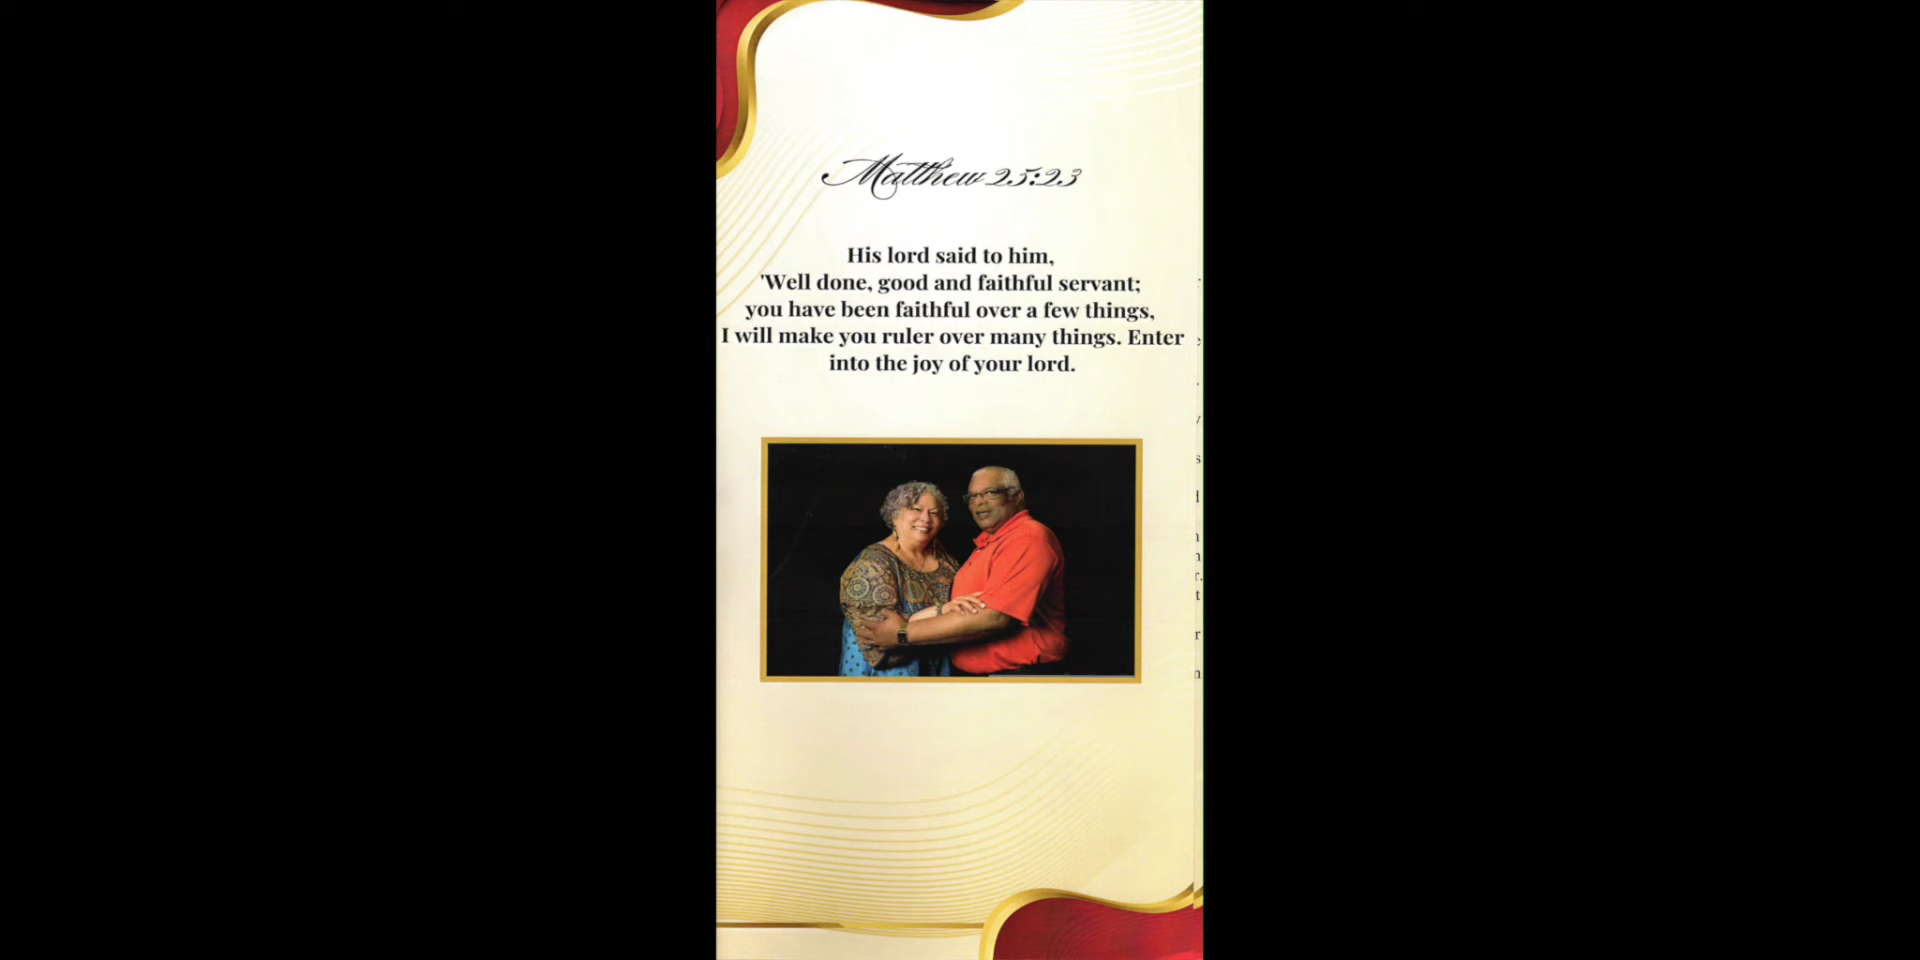 Matthew 25:23
His lord said to him,
'Well done, good and faithful servant;
you have been faithful over a few things,
I will make you ruler over many things. Enter
into the joy of your lord.